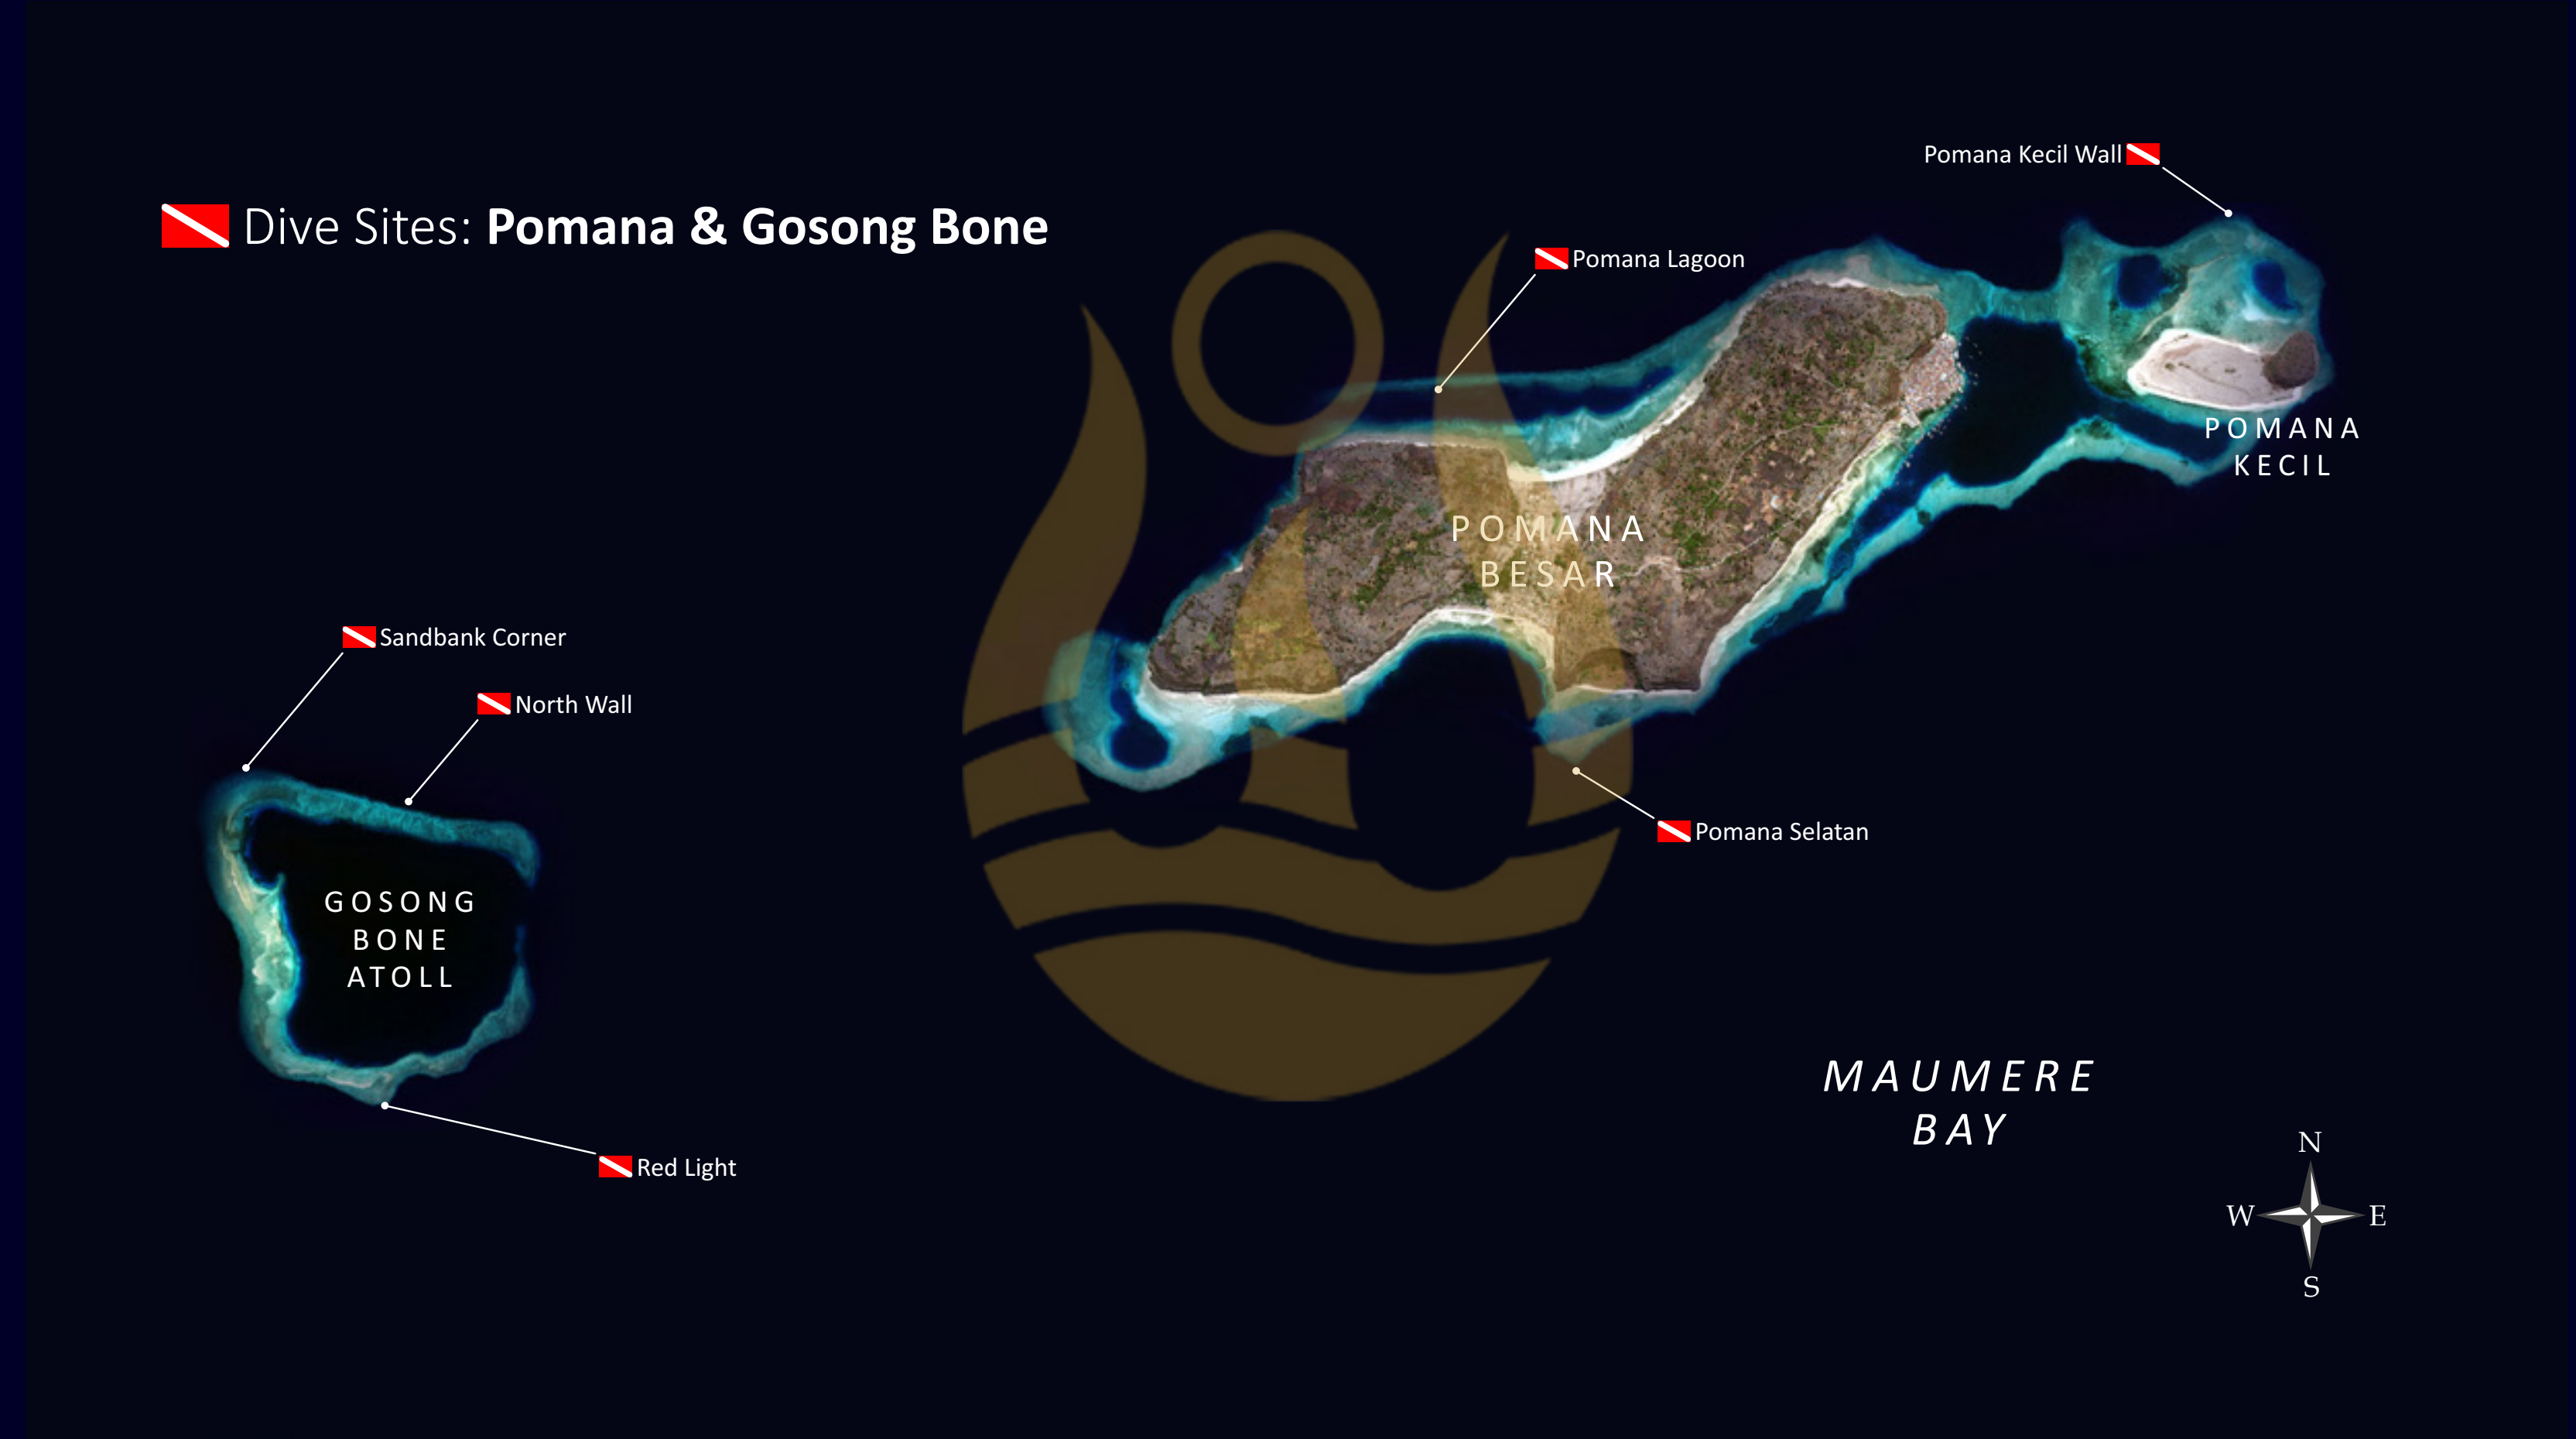 Dive Sites: Pomana & Gosong Bone
Pomana Kecil Wall
Pomana Lagoon
POMANA
KECIL
POMANA
BESAR
Sandbank Corner
North Wall
Pomana Selatan
GOSONG
BONE
ATOLL
Red Light
MAUMERE
BAY
N
W
E
S